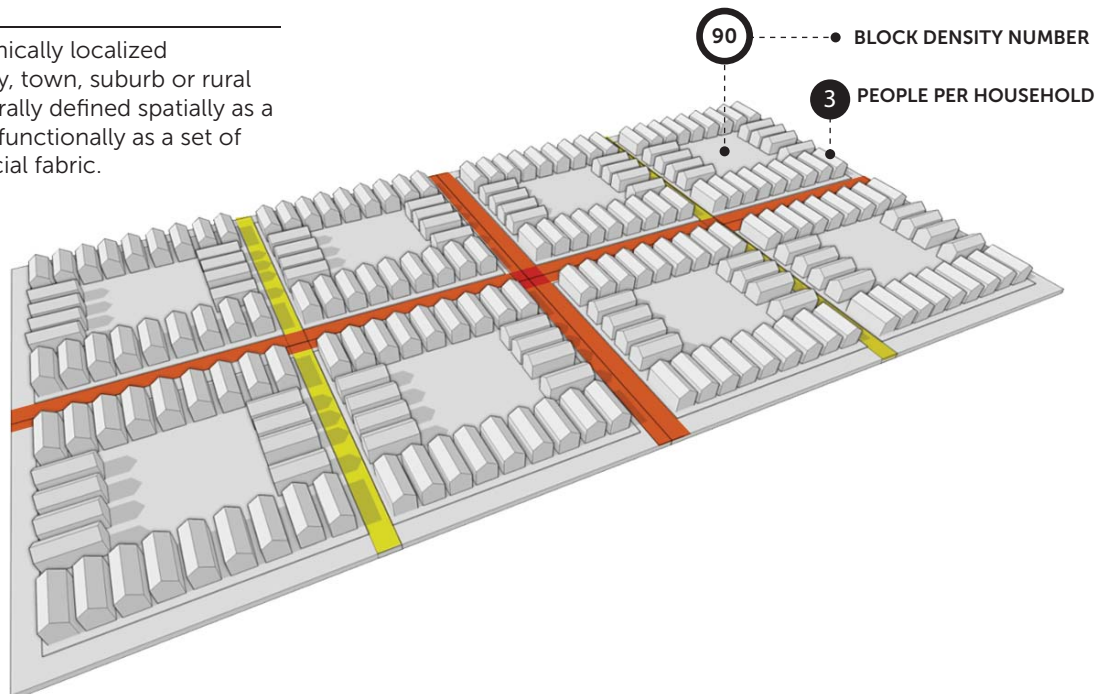 nically localized
y, town, suburb or rural
rally defined spatially as a
functionally as a set of
cial fabric.
90 BLOCK DENSITY NUMBER
3 PEOPLE PER HOUSEHOLD